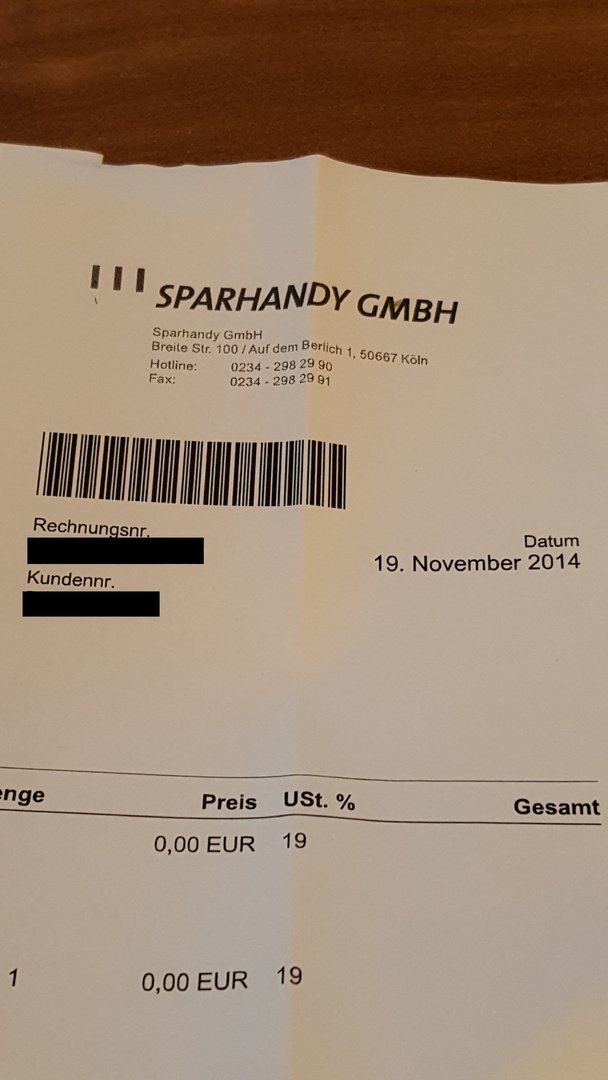 SPARHANDY GMBH
Sparhandy GmbH
Breite Str. 100 / Auf dem Berlich 1, 50667 Köln
Hotline: 0234 - 298 29 90
Fax: 0234 - 298 29 91
Rechnungsnr.
Kundennr.
Datum
19. November 2014
enge Preis USt. % Gesamt
0,00 EUR 19
1 0,00 EUR 19